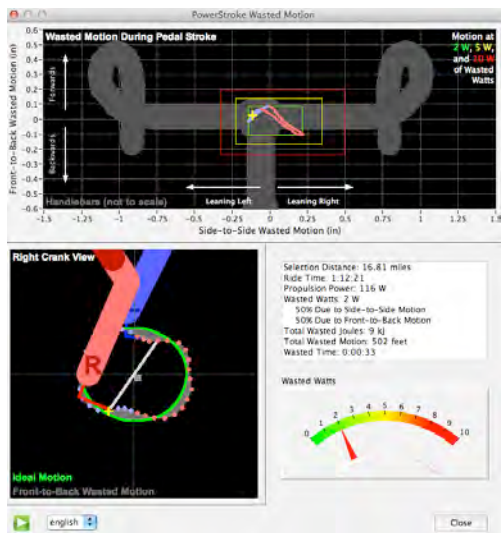 PowerStroke Wasted Motion
Wasted Motion During Pedal Stroke
Motion at
2 W, 5 W,
and 10 W
of Wasted
Watts
Front-to-Back Wasted Motion (in)
0.6
0.5
0.4
0.3
0.2
0.1
0
-0.1
-0.2
-0.3
-0.4
-0.5
-0.6
Forwards
Backwards
Leaning Left
Leaning Right
Handlebars (not to scale)
-1.5
-1.25
-1
-0.75
-0.5
-0.25
0
0.25
0.5
0.75
1
1.25
1.5
Side-to-Side Wasted Motion (in)
Right Crank View
R
Ideal Motion
Front-to-Back Wasted Motion
Selection Distance: 16.81 miles
Ride Time: 1:12:21
Propulsion Power: 116 W
Wasted Watts: 2 W
50% Due to Side-to-Side Motion
50% Due to Front-to-Back Motion
Total Wasted Joules: 9 kJ
Total Wasted Motion: 502 feet
Wasted Time: 0:00:33
Wasted Watts
0 1 2 3 4 5 6 7 8 9 10
english
Close